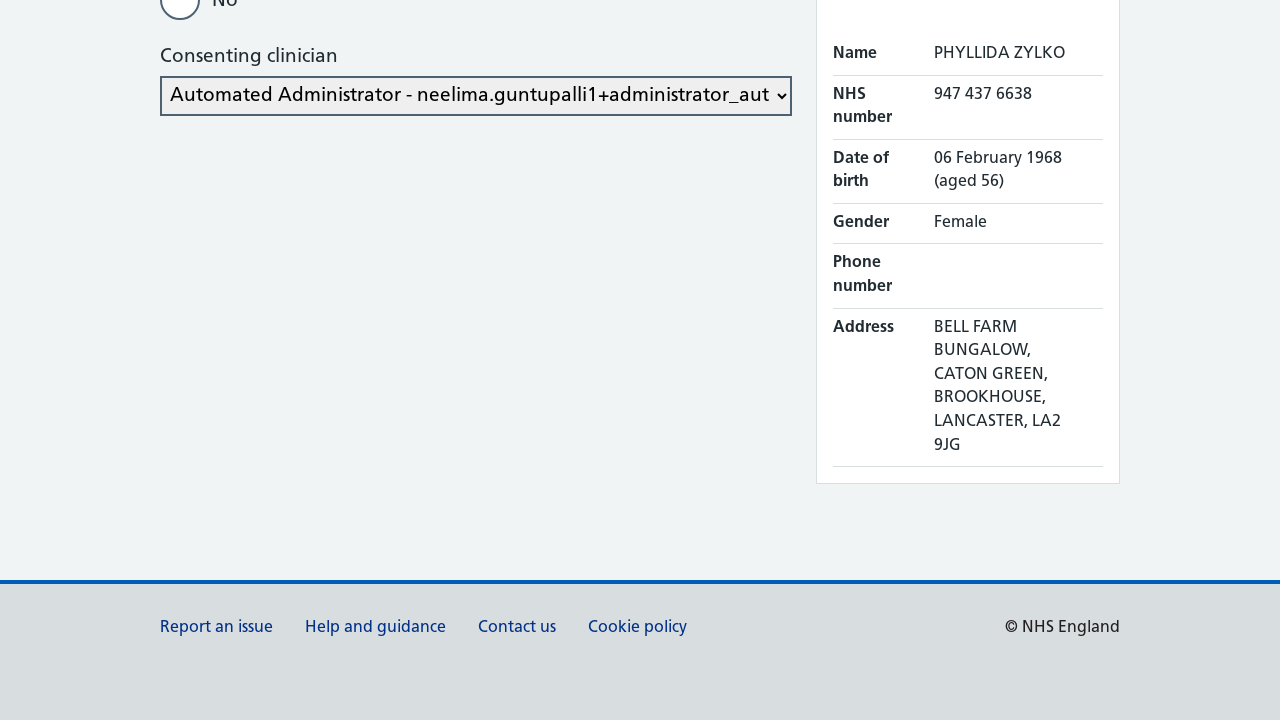 No
Consenting clinician
Automated Administrator - neelima.guntupalli1+administrator_aut
Name PHYLLIDA ZYLKO
NHS number 947 437 6638
Date of birth 06 February 1968 (aged 56)
Gender Female
Phone number
Address BELL FARM
BUNGALOW,
CATON GREEN,
BROOKHOUSE,
LANCASTER, LA2
9JG
Report an issue Help and guidance Contact us Cookie policy © NHS England